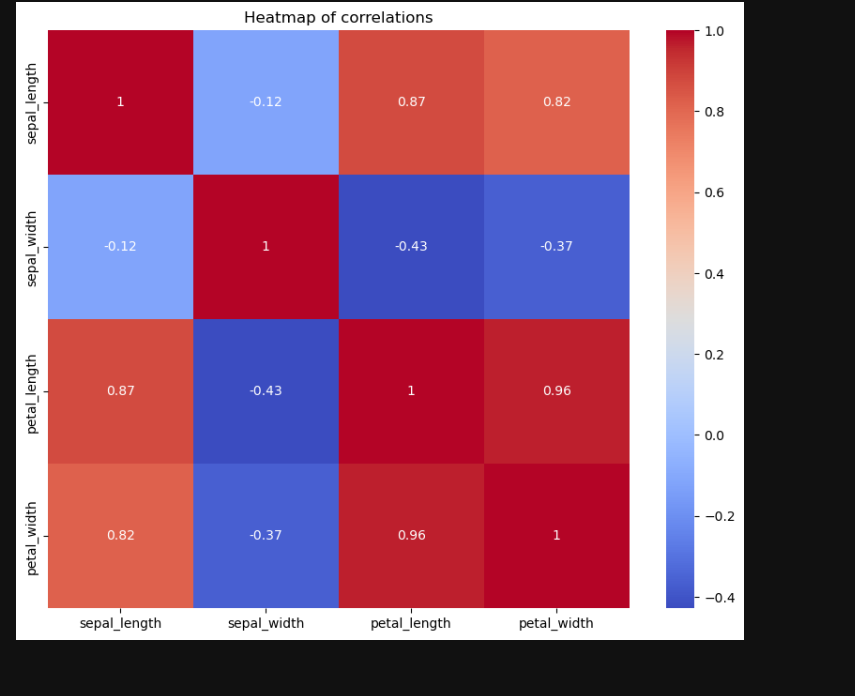 Heatmap of correlations
sepal_length
1
-0.12
0.87
0.82
sepal_width
-0.12
1
-0.43
-0.37
petal_length
0.87
-0.43
1
0.96
petal_width
0.82
-0.37
0.96
1
sepal_length
sepal_width
petal_length
petal_width
1.0
0.8
0.6
0.4
0.2
0.0
−0.2
−0.4